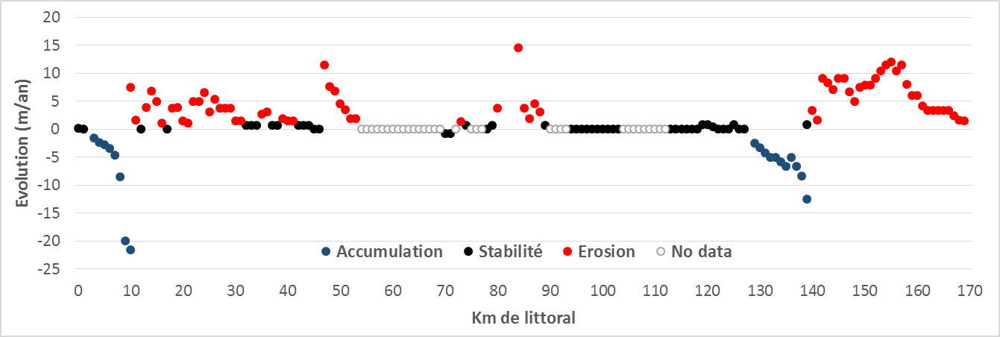 20
15
10
5
0
-5
-10
-15
-20
-25
Evolution (m/an)
Accumulation Stabilité Erosion No data
0 10 20 30 40 50 60 70 80 90 100 110 120 130 140 150 160 170
Km de littoral